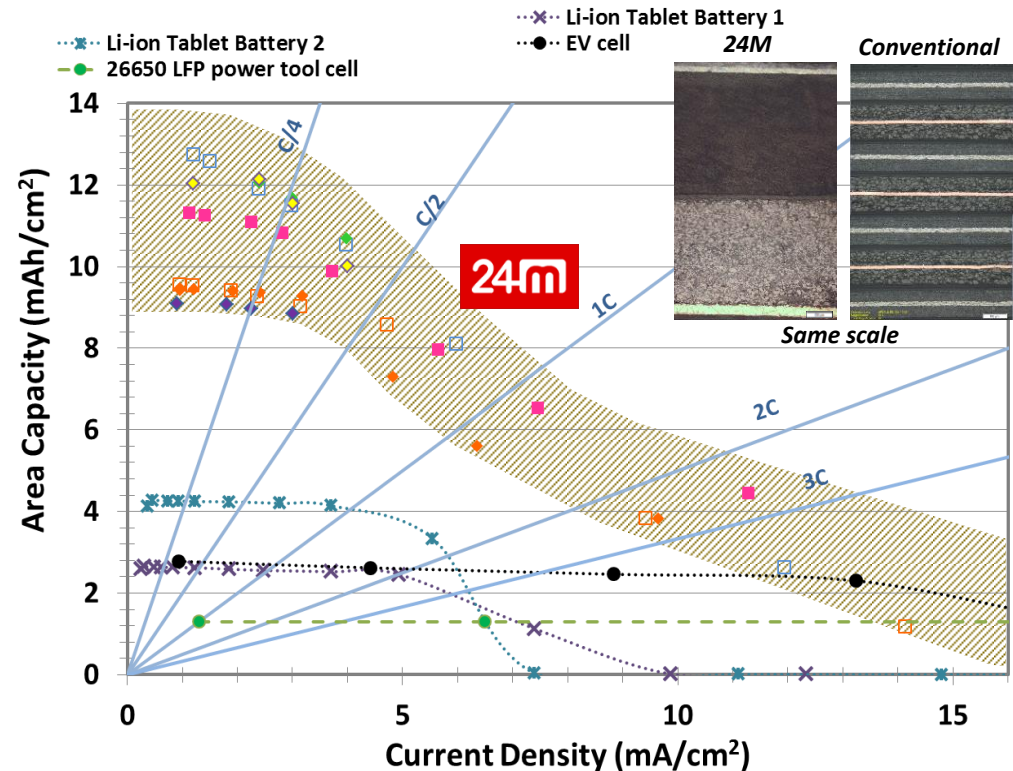 Li-ion Tablet Battery 1
Li-ion Tablet Battery 2
EV cell
26650 LFP power tool cell
24M
Conventional
Same scale
24m
C/4
C/2
1C
2C
3C
Area Capacity (mAh/cm²)
14
12
10
8
6
4
2
0
0
5
10
15
Current Density (mA/cm²)